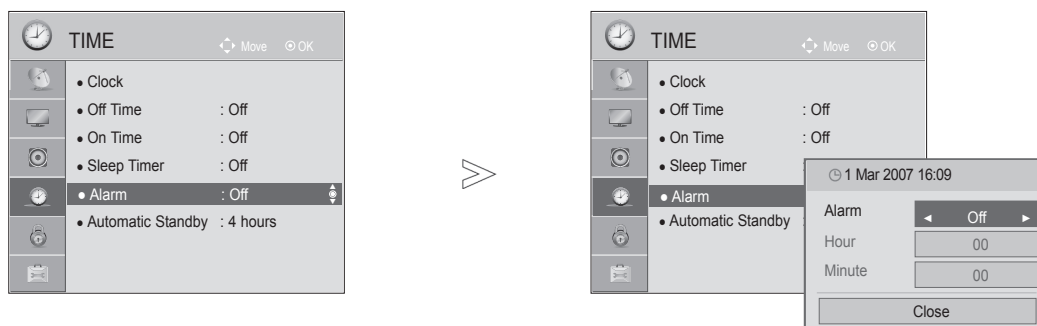 TIME
Move OK
• Clock
• Off Time : Off
• On Time : Off
• Sleep Timer : Off
• Alarm : Off
• Automatic Standby : 4 hours
TIME
Move OK
• Clock
• Off Time : Off
• On Time : Off
• Sleep Timer
• Alarm
• Automatic Standby :
1 Mar 2007 16:09
Alarm ◄ Off ►
Hour 00
Minute 00
Close